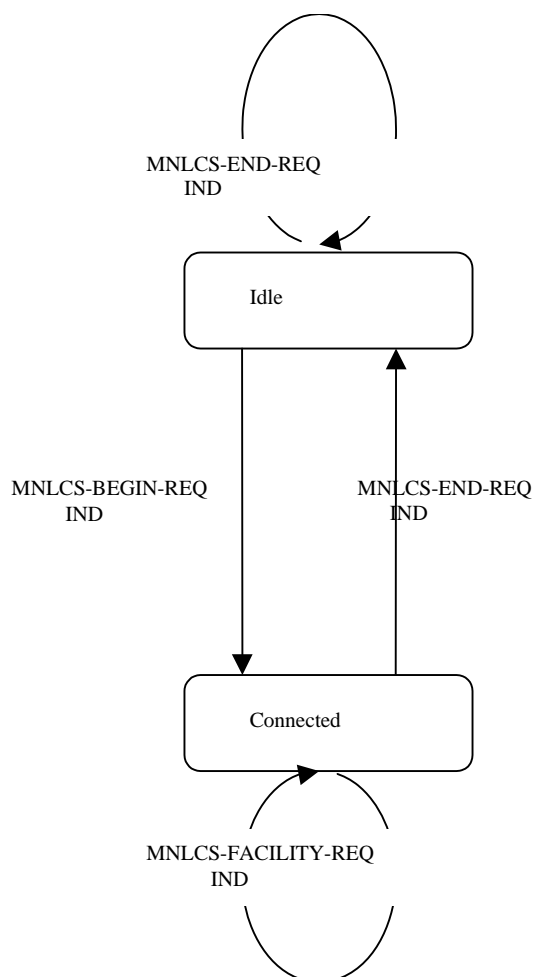 MNLCS-END-REQ
IND
Idle
MNLCS-BEGIN-REQ
IND
MNLCS-END-REQ
IND
Connected
MNLCS-FACILITY-REQ
IND